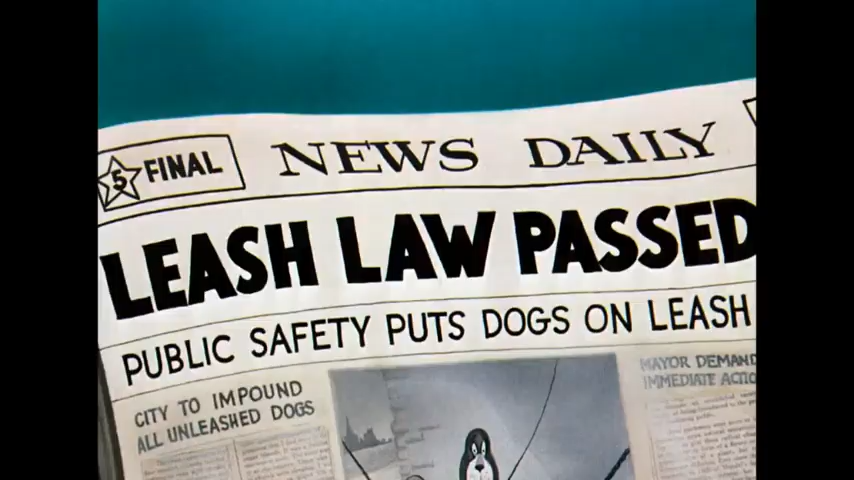 5 FINAL
NEWS DAILY
LEASH LAW PASSED
PUBLIC SAFETY PUTS DOGS ON LEASH
CITY TO IMPOUND
ALL UNLEASHED DOGS
MAYOR DEMAND
IMMEDIATE ACTIO